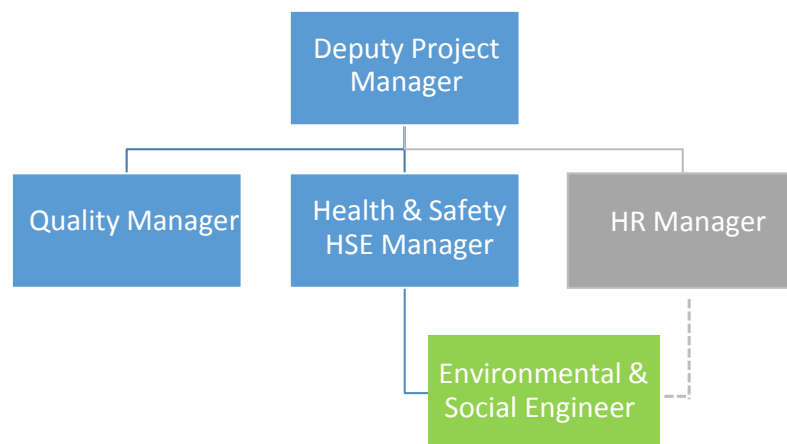 Deputy Project
Manager
Quality Manager
Health & Safety
HSE Manager
HR Manager
Environmental &
Social Engineer